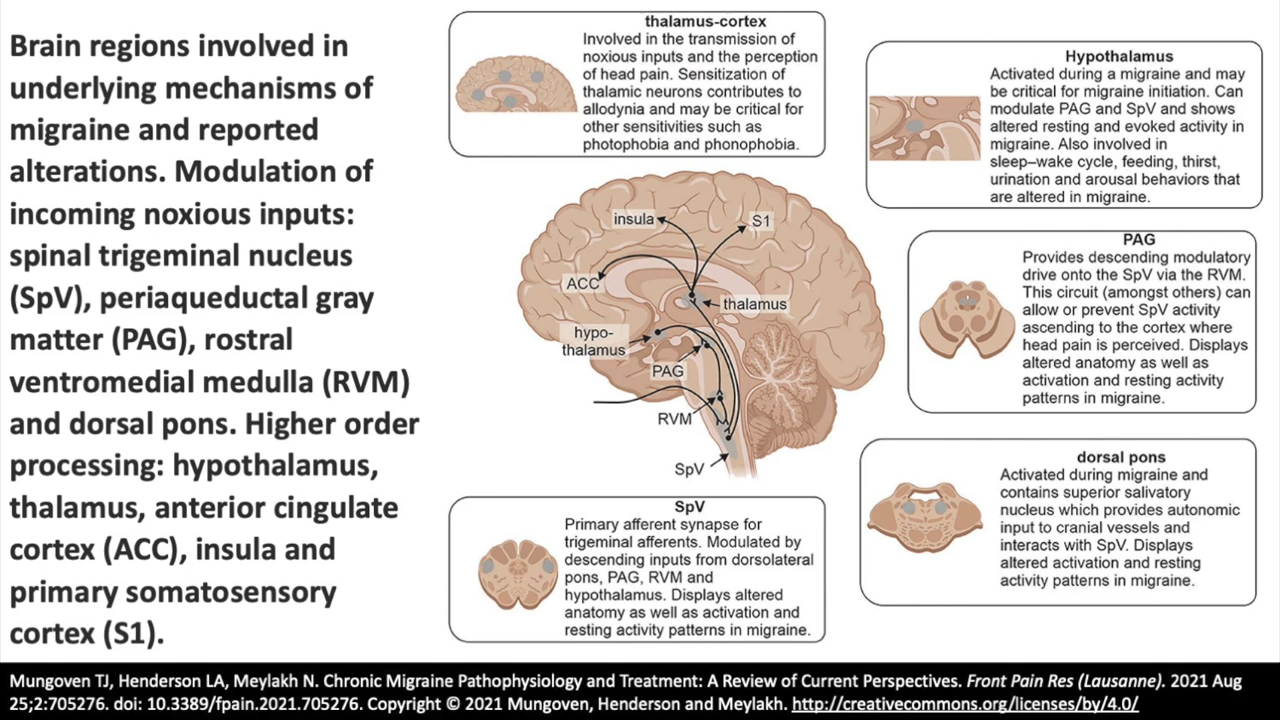 Brain regions involved in
underlying mechanisms of
migraine and reported
alterations. Modulation of
incoming noxious inputs:
spinal trigeminal nucleus
(SpV), periaqueductal gray
matter (PAG), rostral
ventromedial medulla (RVM)
and dorsal pons. Higher order
processing: hypothalamus,
thalamus, anterior cingulate
cortex (ACC), insula and
primary somatosensory
cortex (S1).
thalamus-cortex
Involved in the transmission of
noxious inputs and the perception
of head pain. Sensitization of
thalamic neurons contributes to
allodynia and may be critical for
other sensitivities such as
photophobia and phonophobia.
Hypothalamus
Activated during a migraine and may
be critical for migraine initiation. Can
modulate PAG and SpV and shows
altered resting and evoked activity in
migraine. Also involved in
sleep–wake cycle, feeding, thirst,
urination and arousal behaviors that
are altered in migraine.
insula
S1
ACC
thalamus
hypo-
thalamus
PAG
RVM
SpV
PAG
Provides descending modulatory
drive onto the SpV via the RVM.
This circuit (amongst others) can
allow or prevent SpV activity
ascending to the cortex where
head pain is perceived. Displays
altered anatomy as well as
activation and resting activity
patterns in migraine.
dorsal pons
Activated during migraine and
contains superior salivatory
nucleus which provides autonomic
input to cranial vessels and
interacts with SpV. Displays
altered activation and resting
activity patterns in migraine.
SpV
Primary afferent synapse for
trigeminal afferents. Modulated by
descending inputs from dorsolateral
pons, PAG, RVM and
hypothalamus. Displays altered
anatomy as well as activation and
resting activity patterns in migraine.
Mungoven TJ, Henderson LA, Meylakh N. Chronic Migraine Pathophysiology and Treatment: A Review of Current Perspectives. Front Pain Res (Lausanne). 2021 Aug
25;2:705276. doi: 10.3389/fpain.2021.705276. Copyright © 2021 Mungoven, Henderson and Meylakh. http://creativecommons.org/licenses/by/4.0/